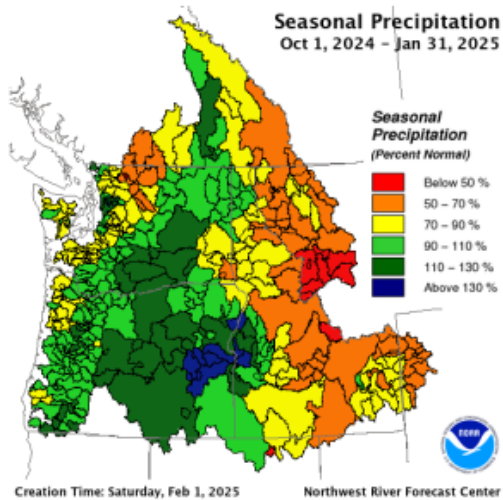 Seasonal Precipitation
Oct 1, 2024 - Jan 31, 2025
Seasonal
Precipitation
(Percent Normal)
Below 50 %
50 - 70 %
70 - 90 %
90 - 110 %
110 - 130 %
Above 130 %
NOAA
Creation Time: Saturday, Feb 1, 2025
Northwest River Forecast Center